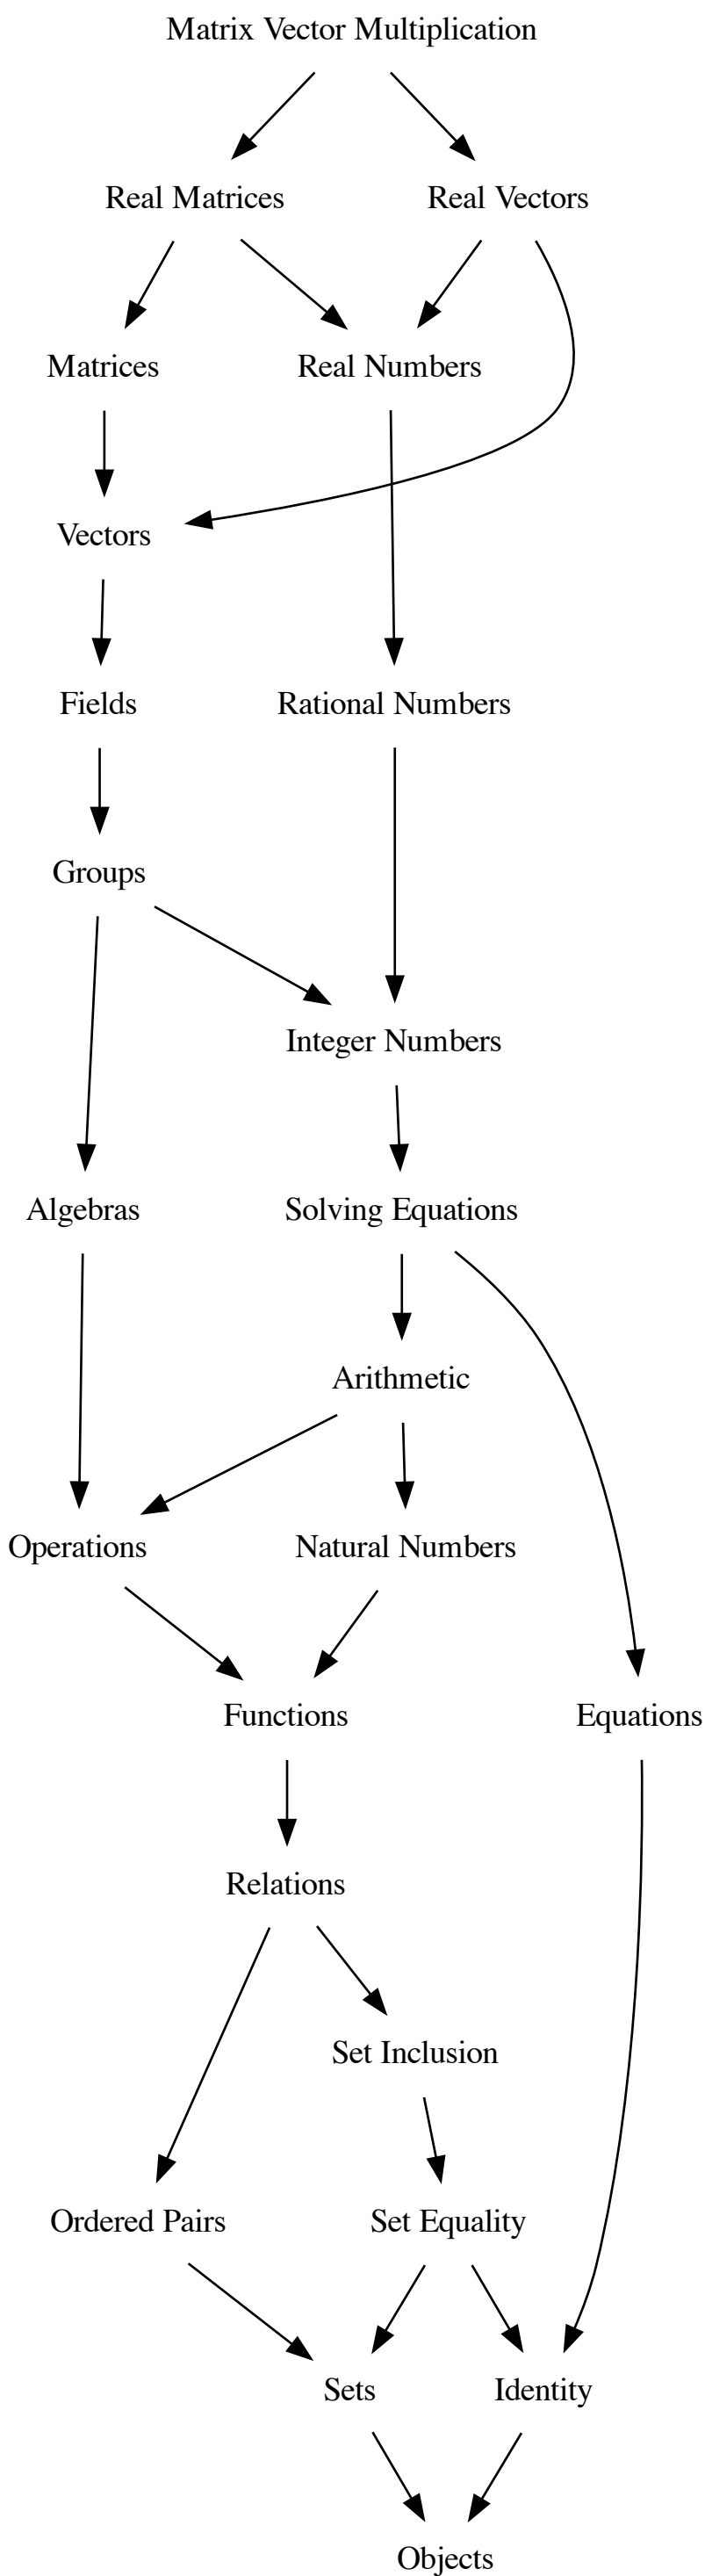 Matrix Vector Multiplication
Real Matrices
Real Vectors
Matrices
Real Numbers
Vectors
Fields
Rational Numbers
Groups
Integer Numbers
Algebras
Solving Equations
Arithmetic
Operations
Natural Numbers
Functions
Equations
Relations
Set Inclusion
Ordered Pairs
Set Equality
Sets
Identity
Objects